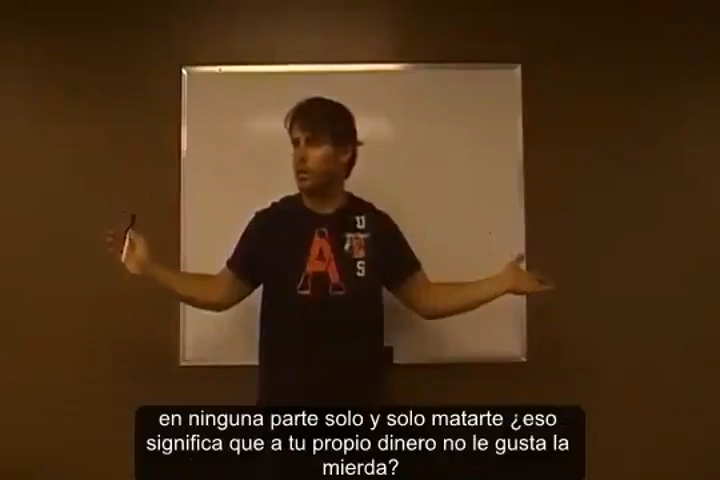 A
U
S
en ninguna parte solo y solo matarte ¿eso
significa que a tu propio dinero no le gusta la
mierda?